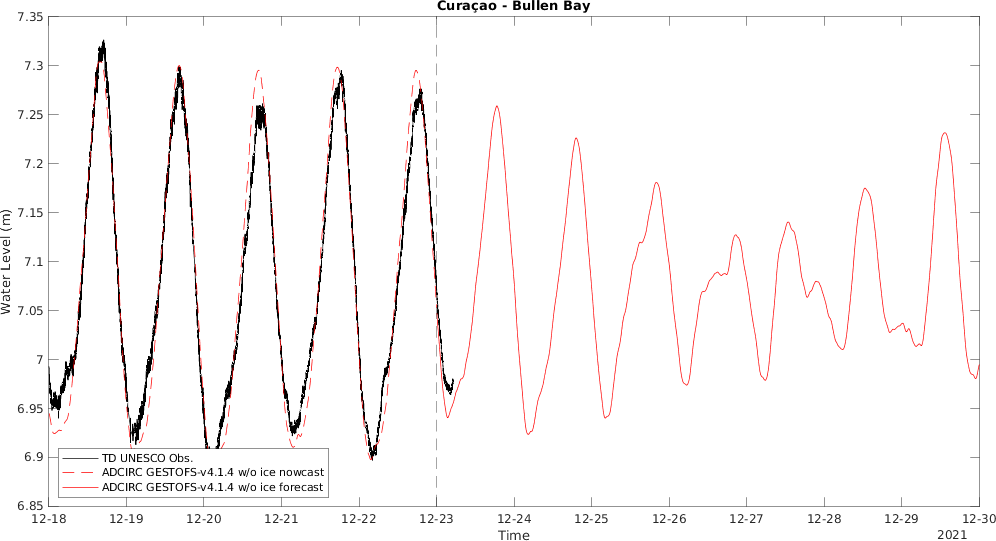 Curaçao - Bullen Bay
7.35
7.3
7.25
7.2
7.15
7.1
7.05
7
6.95
6.9
6.85
Water Level (m)
TD UNESCO Obs.
ADCIRC GESTOFS-v4.1.4 w/o ice nowcast
ADCIRC GESTOFS-v4.1.4 w/o ice forecast
12-18 12-19 12-20 12-21 12-22 12-23 12-24 12-25 12-26 12-27 12-28 12-29 12-30
Time
2021